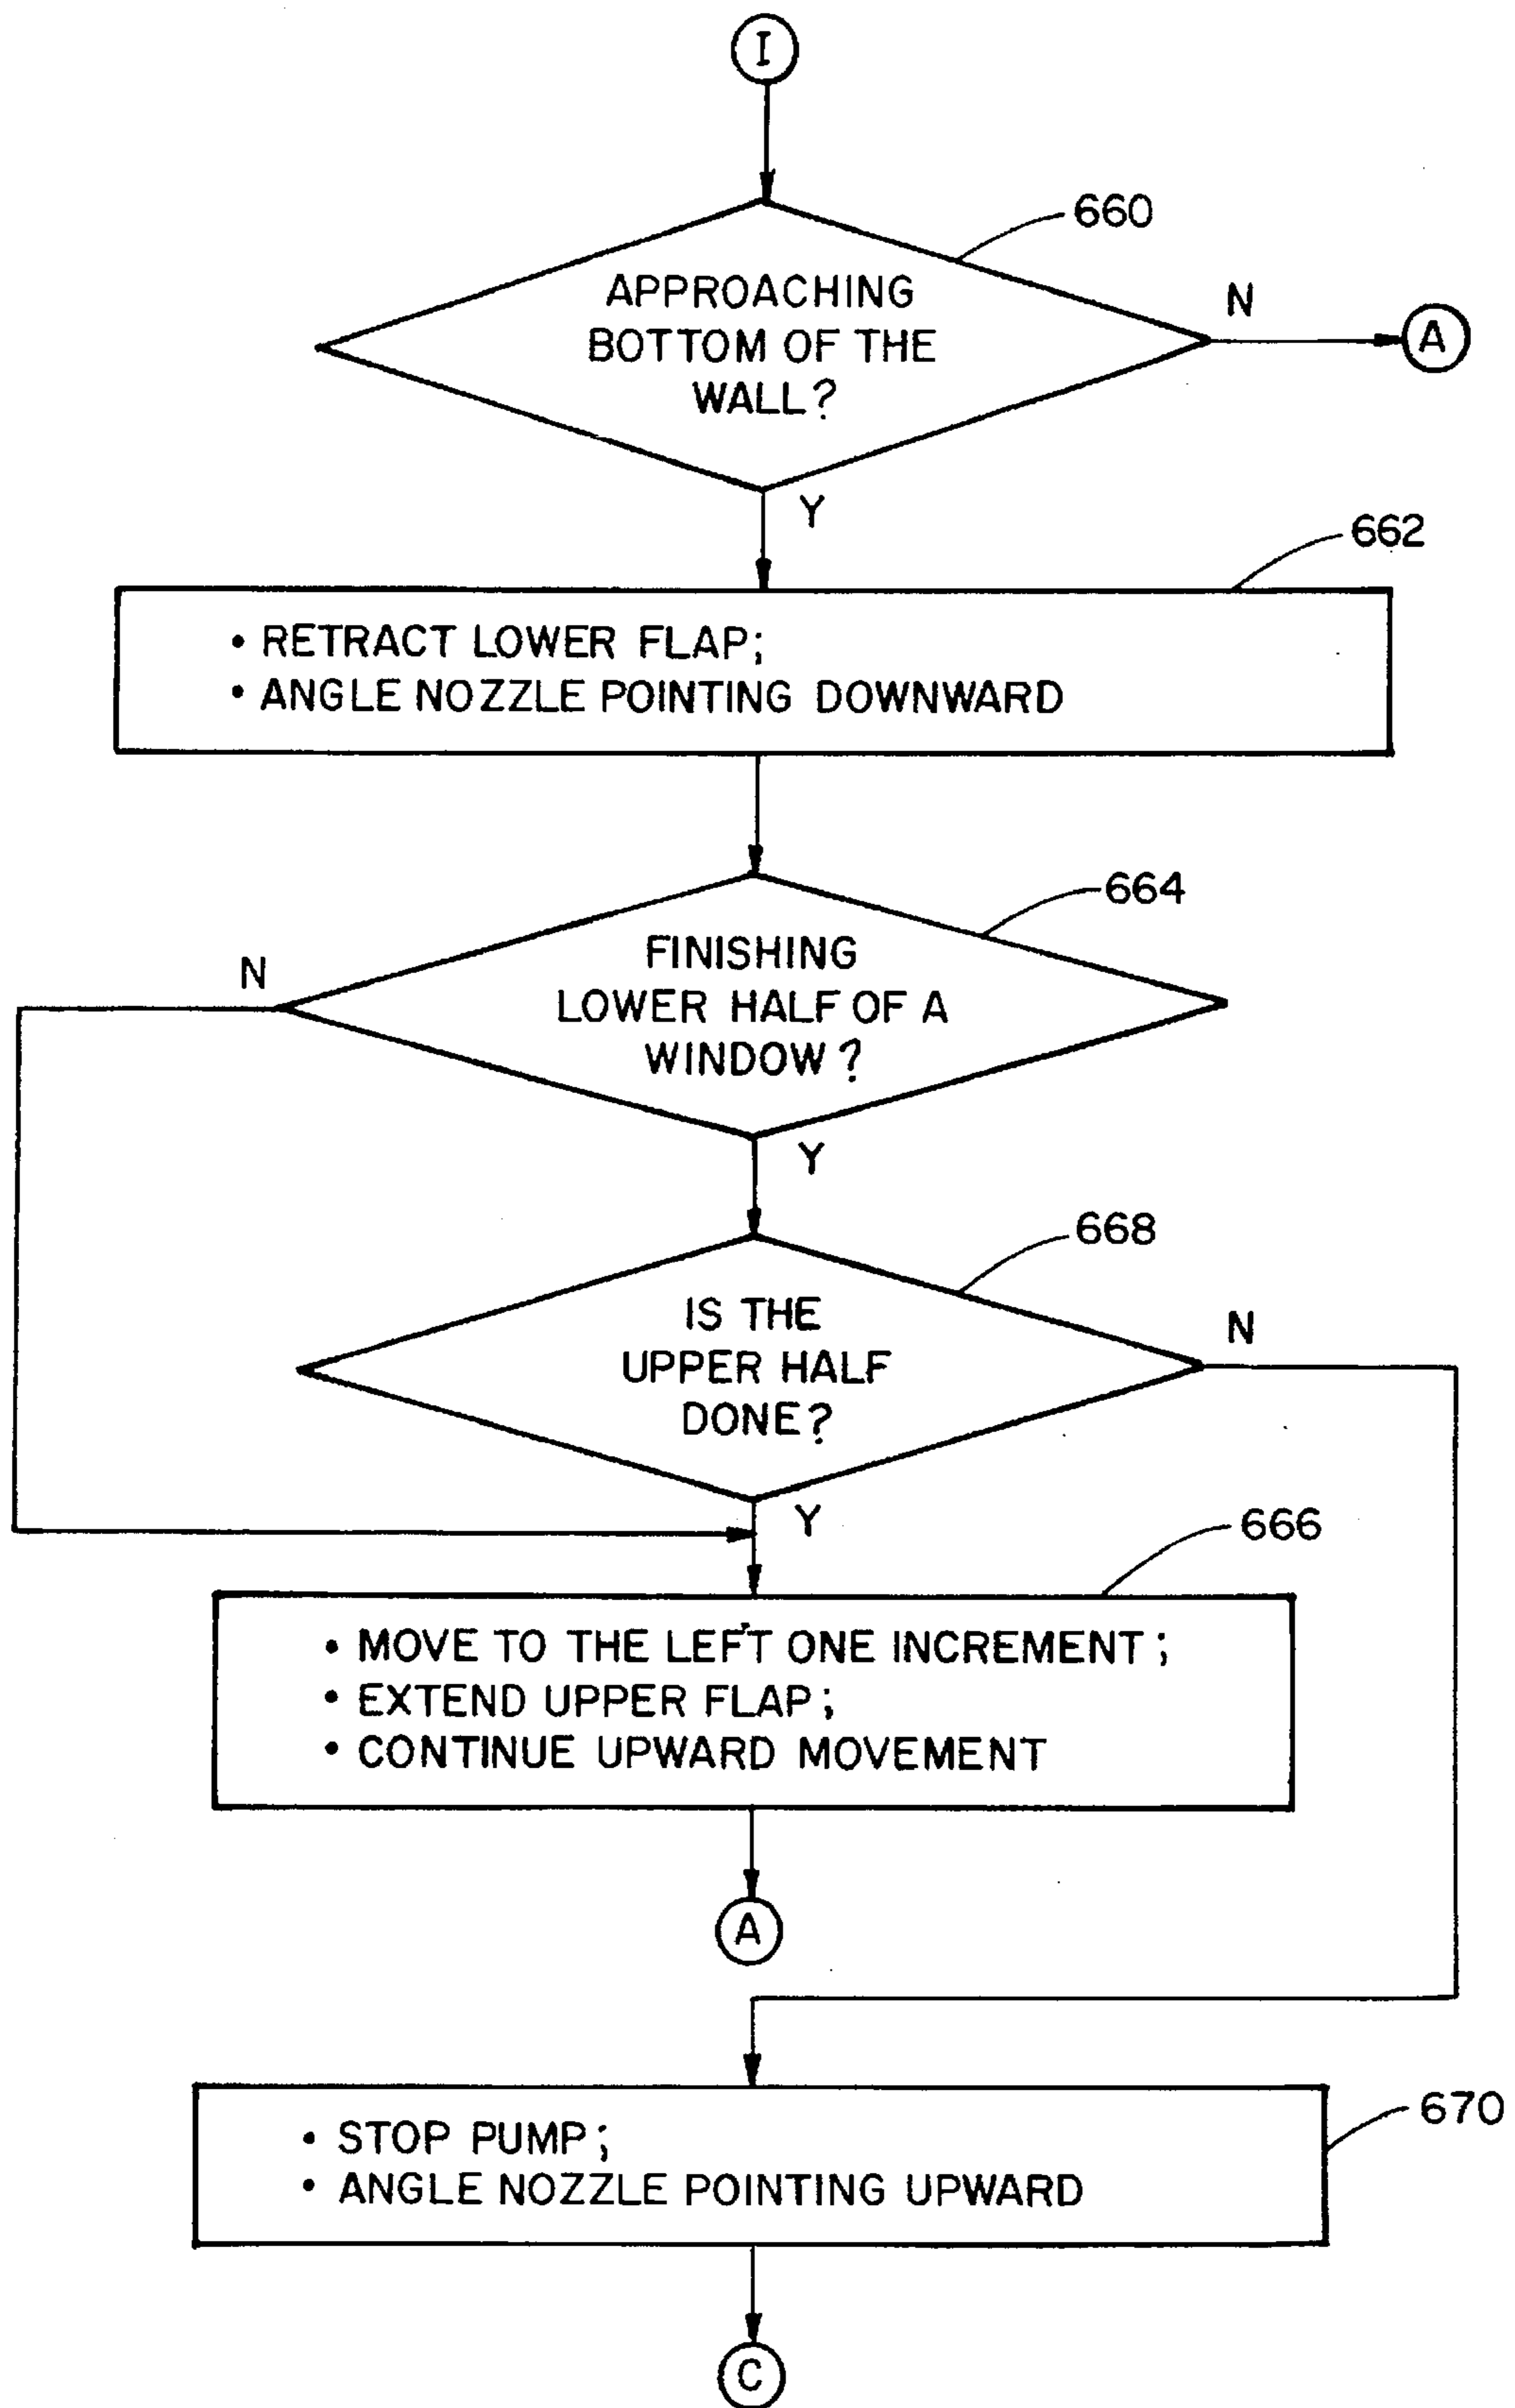 I
660
APPROACHING
BOTTOM OF THE
WALL?
N
A
Y
662
• RETRACT LOWER FLAP;
• ANGLE NOZZLE POINTING DOWNWARD
664
FINISHING
LOWER HALF OF A
WINDOW?
N
Y
668
IS THE
UPPER HALF
DONE?
N
Y
666
• MOVE TO THE LEFT ONE INCREMENT;
• EXTEND UPPER FLAP;
• CONTINUE UPWARD MOVEMENT
A
670
• STOP PUMP;
• ANGLE NOZZLE POINTING UPWARD
C